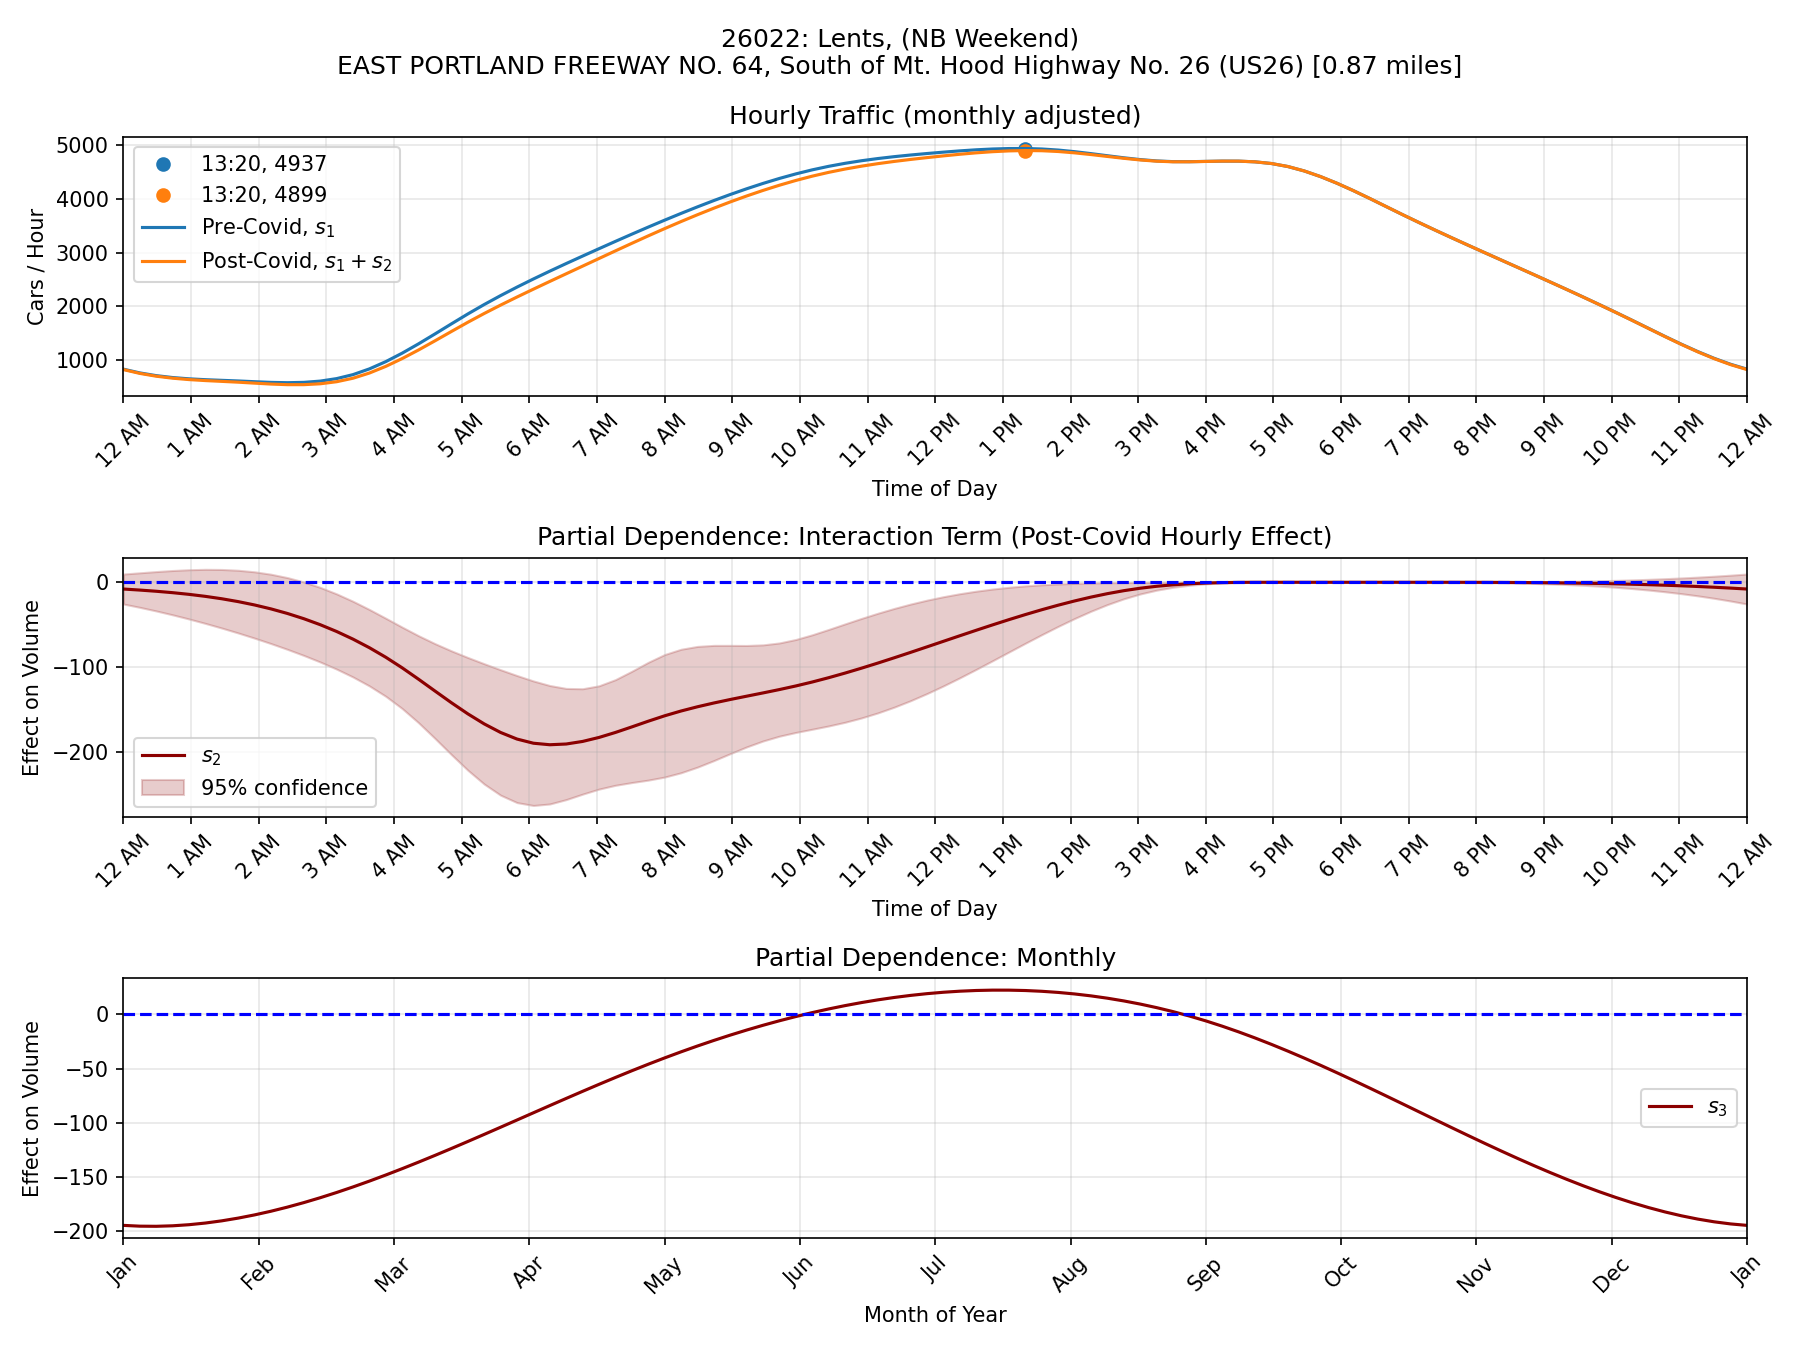 26022: Lents, (NB Weekend)
EAST PORTLAND FREEWAY NO. 64, South of Mt. Hood Highway No. 26 (US26) [0.87 miles]
Hourly Traffic (monthly adjusted)
5000
4000
3000
2000
1000
Cars / Hour
13:20, 4937
13:20, 4899
Pre-Covid, s₁
Post-Covid, s₁ + s₂
12 AM 1 AM 2 AM 3 AM 4 AM 5 AM 6 AM 7 AM 8 AM 9 AM 10 AM 11 AM 12 PM 1 PM 2 PM 3 PM 4 PM 5 PM 6 PM 7 PM 8 PM 9 PM 10 PM 11 PM 12 AM
Time of Day
Partial Dependence: Interaction Term (Post-Covid Hourly Effect)
0
−100
−200
Effect on Volume
s₂
95% confidence
12 AM 1 AM 2 AM 3 AM 4 AM 5 AM 6 AM 7 AM 8 AM 9 AM 10 AM 11 AM 12 PM 1 PM 2 PM 3 PM 4 PM 5 PM 6 PM 7 PM 8 PM 9 PM 10 PM 11 PM 12 AM
Time of Day
Partial Dependence: Monthly
0
−50
−100
−150
−200
Effect on Volume
s₃
Jan Feb Mar Apr May Jun Jul Aug Sep Oct Nov Dec Jan
Month of Year